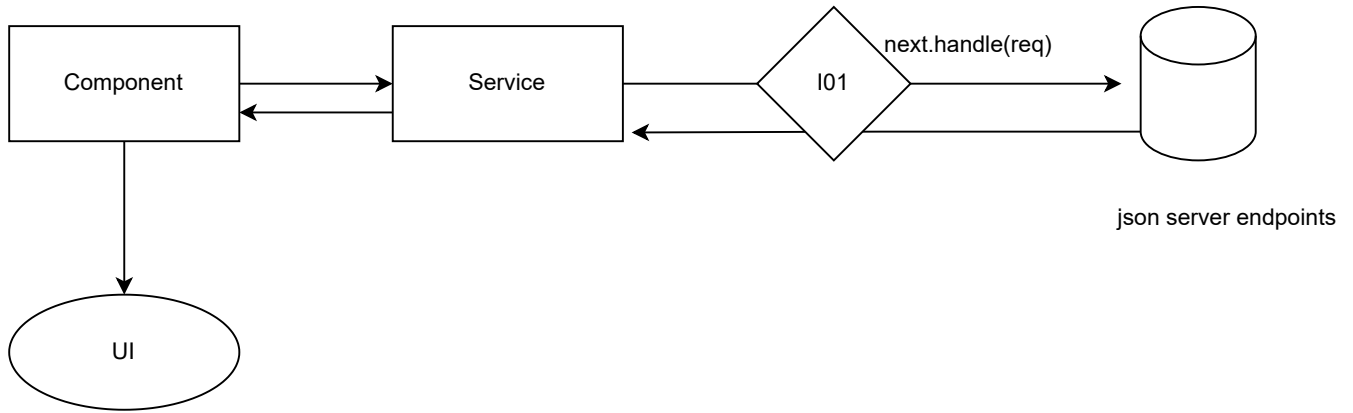 next.handle(req)
Component
Service
I01
json server endpoints
UI